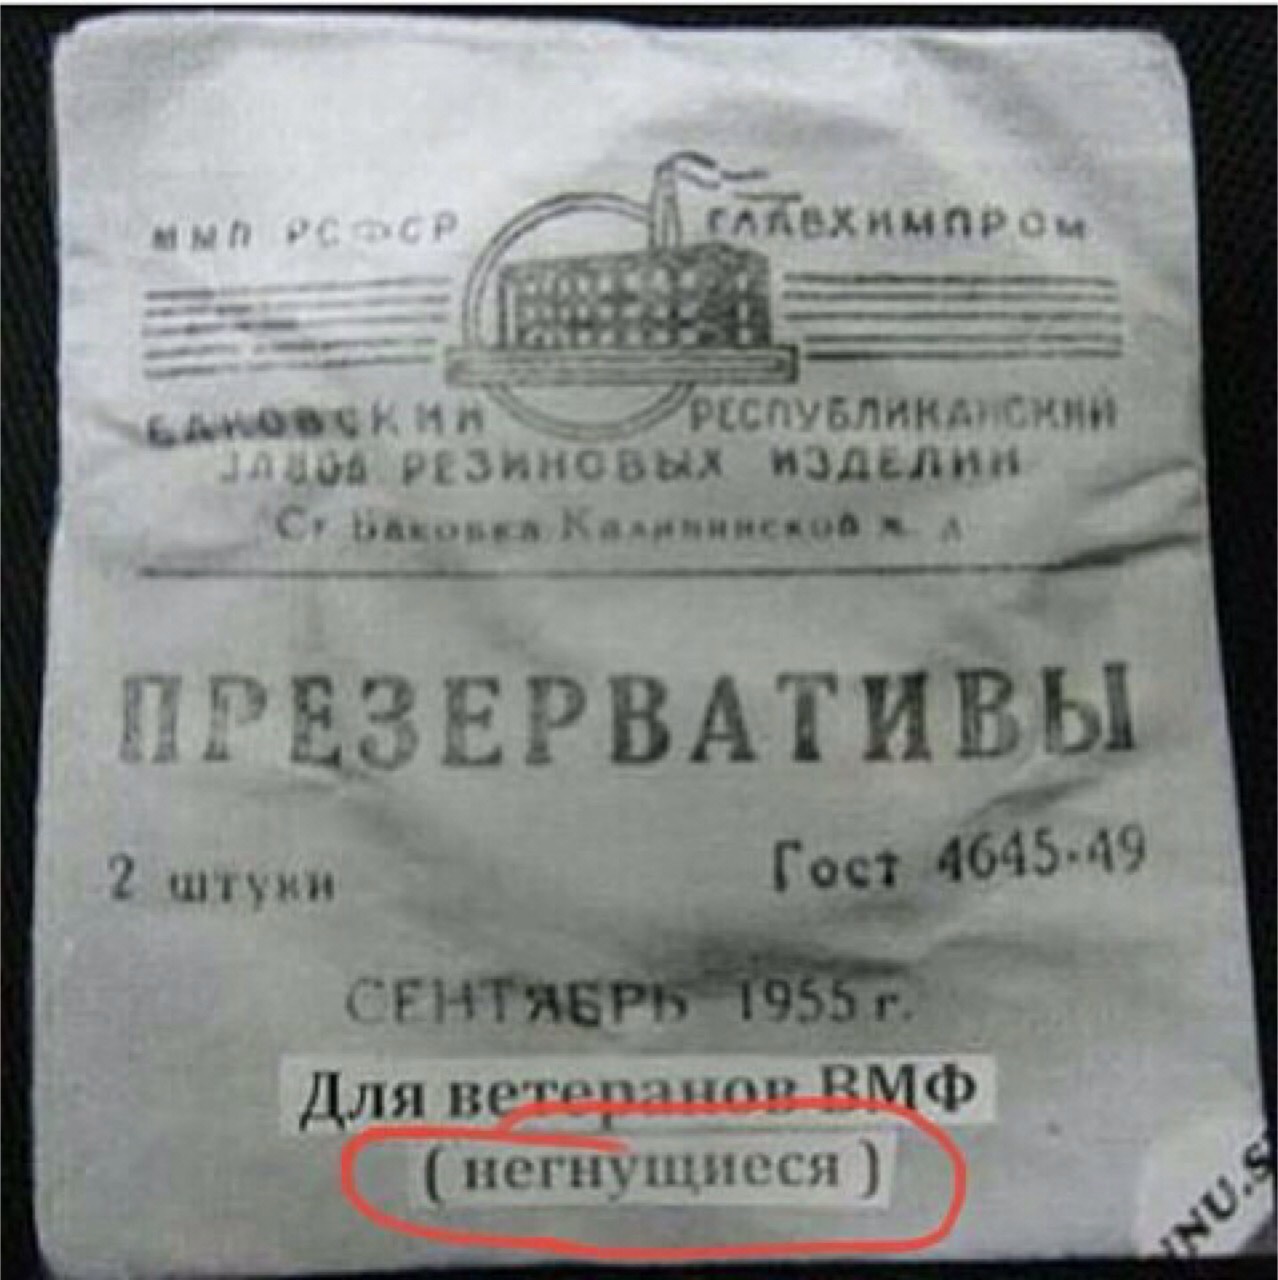 ММП РСФСР ГЛАВХИМПРОМ
БАКОВСКИЙ РЕСПУБЛИКАНСКИЙ
ЗАВОД РЕЗИНОВЫХ ИЗДЕЛИЙ
Ст Баковка Калининской ж. д
ПРЕЗЕРВАТИВЫ
2 штуки Гост 4645-49
СЕНТЯБРЬ 1955 г.
Для ветеранов ВМФ
( негнущиеся )